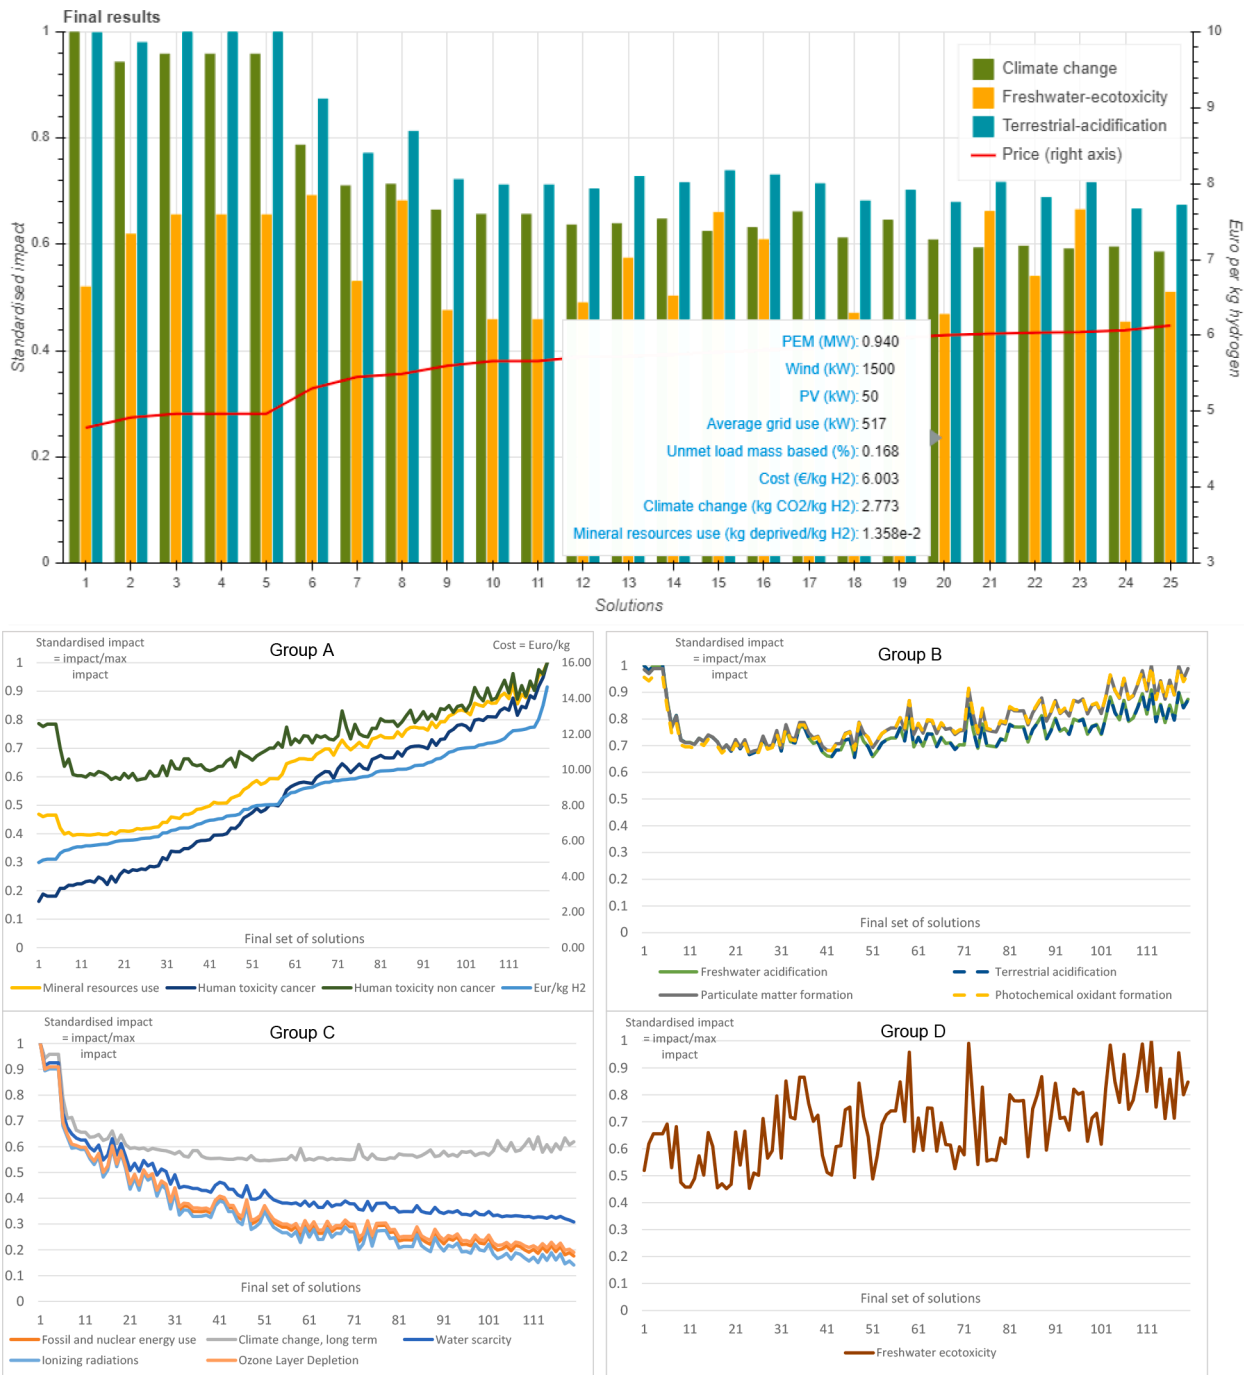 Final results
1
0.8
0.6
0.4
0.2
0
Standardised impact
10
9
8
7
6
5
4
3
Euro per kg hydrogen
Climate change
Freshwater-ecotoxicity
Terrestrial-acidification
Price (right axis)
PEM (MW): 0.940
Wind (kW): 1500
PV (kW): 50
Average grid use (kW): 517
Unmet load mass based (%): 0.168
Cost (€/kg H2): 6.003
Climate change (kg CO2/kg H2): 2.773
Mineral resources use (kg deprived/kg H2): 1.358e-2
1 2 3 4 5 6 7 8 9 10 11 12 13 14 15 16 17 18 19 20 21 22 23 24 25
Solutions
Standardised impact
= impact/max
impact
Group A
Cost = Euro/kg
1
0.9
0.8
0.7
0.6
0.5
0.4
0.3
0.2
0.1
0
16.00
14.00
12.00
10.00
8.00
6.00
4.00
2.00
0.00
Final set of solutions
1 11 21 31 41 51 61 71 81 91 101 111
Mineral resources use Human toxicity cancer Human toxicity non cancer Eur/kg H2
Standardised impact
= impact/max
impact
Group B
1
0.9
0.8
0.7
0.6
0.5
0.4
0.3
0.2
0.1
0
Final set of solutions
1 11 21 31 41 51 61 71 81 91 101 111
Freshwater acidification Terrestrial acidification
Particulate matter formation Photochemical oxidant formation
Standardised impact
= impact/max
impact
Group C
1
0.9
0.8
0.7
0.6
0.5
0.4
0.3
0.2
0.1
0
Final set of solutions
1 11 21 31 41 51 61 71 81 91 101 111
Fossil and nuclear energy use Climate change, long term Water scarcity
Ionizing radiations Ozone Layer Depletion
Standardised impact
= impact/max
impact
Group D
1
0.9
0.8
0.7
0.6
0.5
0.4
0.3
0.2
0.1
0
Final set of solutions
1 11 21 31 41 51 61 71 81 91 101 111
Freshwater ecotoxicity